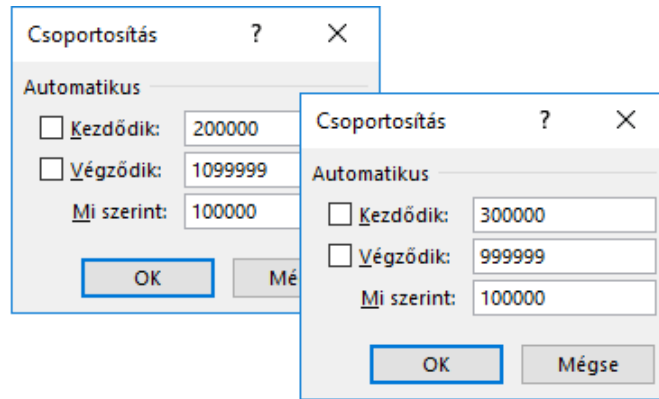 Csoportosítás ? ×
Automatikus
Kezdődik: 200000
Végződik: 1099999
Mi szerint: 100000
OK Mé
Csoportosítás ? ×
Automatikus
Kezdődik: 300000
Végződik: 999999
Mi szerint: 100000
OK Mégse